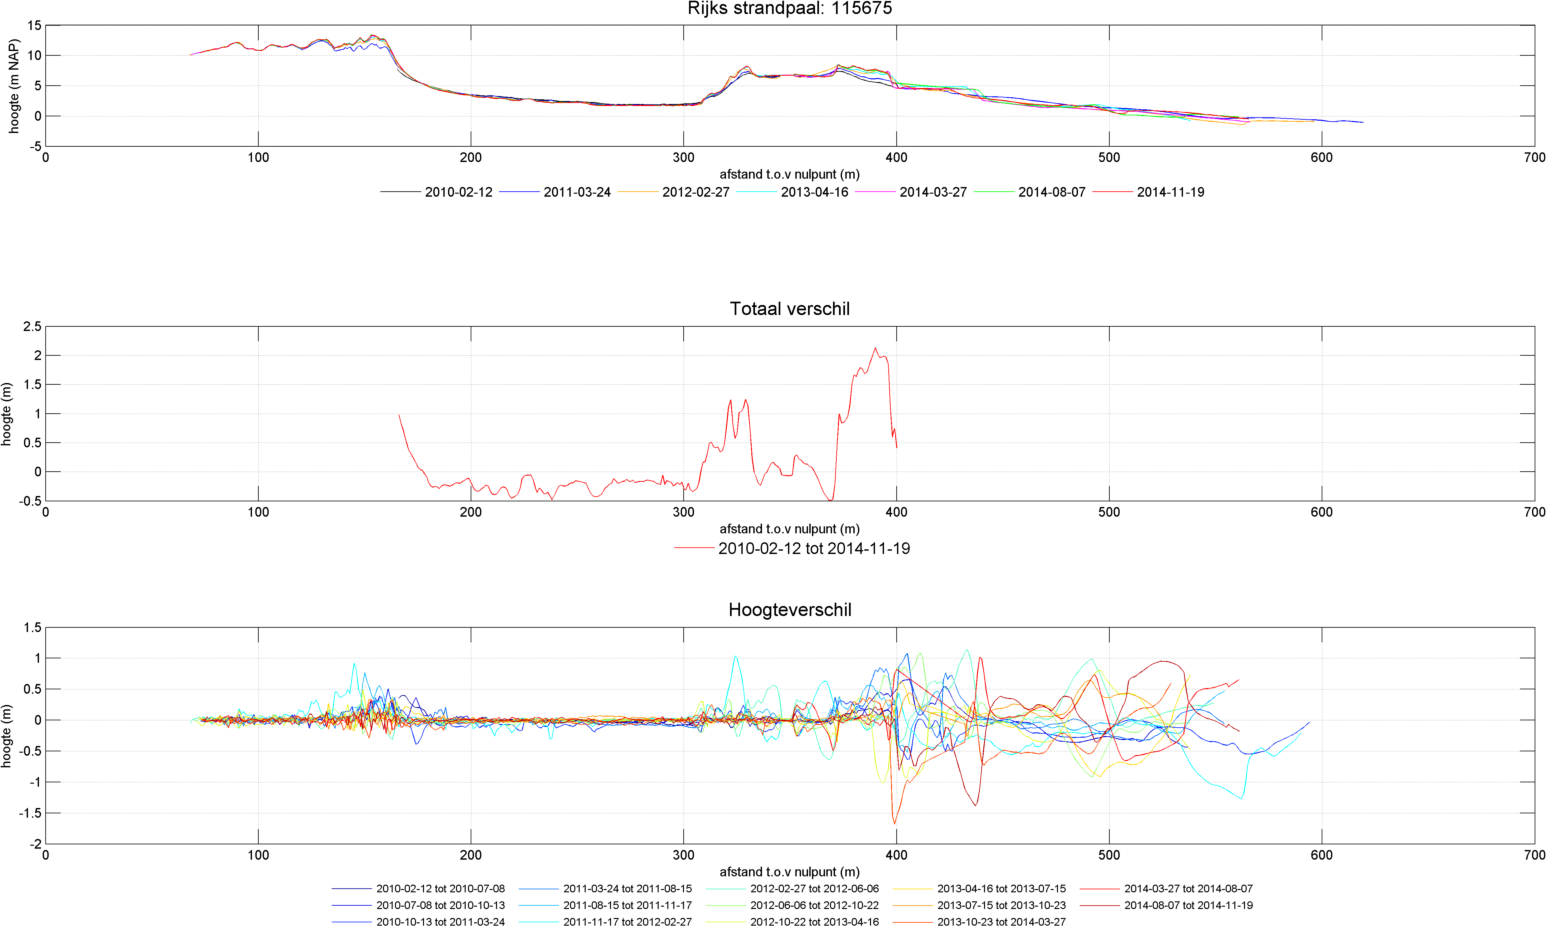 Rijks strandpaal: 115675
15
10
5
0
-5
hoogte (m NAP)
0 100 200 300 400 500 600 700
afstand t.o.v nulpunt (m)
2010-02-12 2011-03-24 2012-02-27 2013-04-16 2014-03-27 2014-08-07 2014-11-19
Totaal verschil
2.5
2
1.5
1
0.5
0
-0.5
hoogte (m)
0 100 200 300 400 500 600 700
afstand t.o.v nulpunt (m)
2010-02-12 tot 2014-11-19
Hoogteverschil
1.5
1
0.5
0
-0.5
-1
-1.5
-2
hoogte (m)
0 100 200 300 400 500 600 700
afstand t.o.v nulpunt (m)
2010-02-12 tot 2010-07-08 2011-03-24 tot 2011-08-15 2012-02-27 tot 2012-06-06 2013-04-16 tot 2013-07-15 2014-03-27 tot 2014-08-07
2010-07-08 tot 2010-10-13 2011-08-15 tot 2011-11-17 2012-06-06 tot 2012-10-22 2013-07-15 tot 2013-10-23 2014-08-07 tot 2014-11-19
2010-10-13 tot 2011-03-24 2011-11-17 tot 2012-02-27 2012-10-22 tot 2013-04-16 2013-10-23 tot 2014-03-27